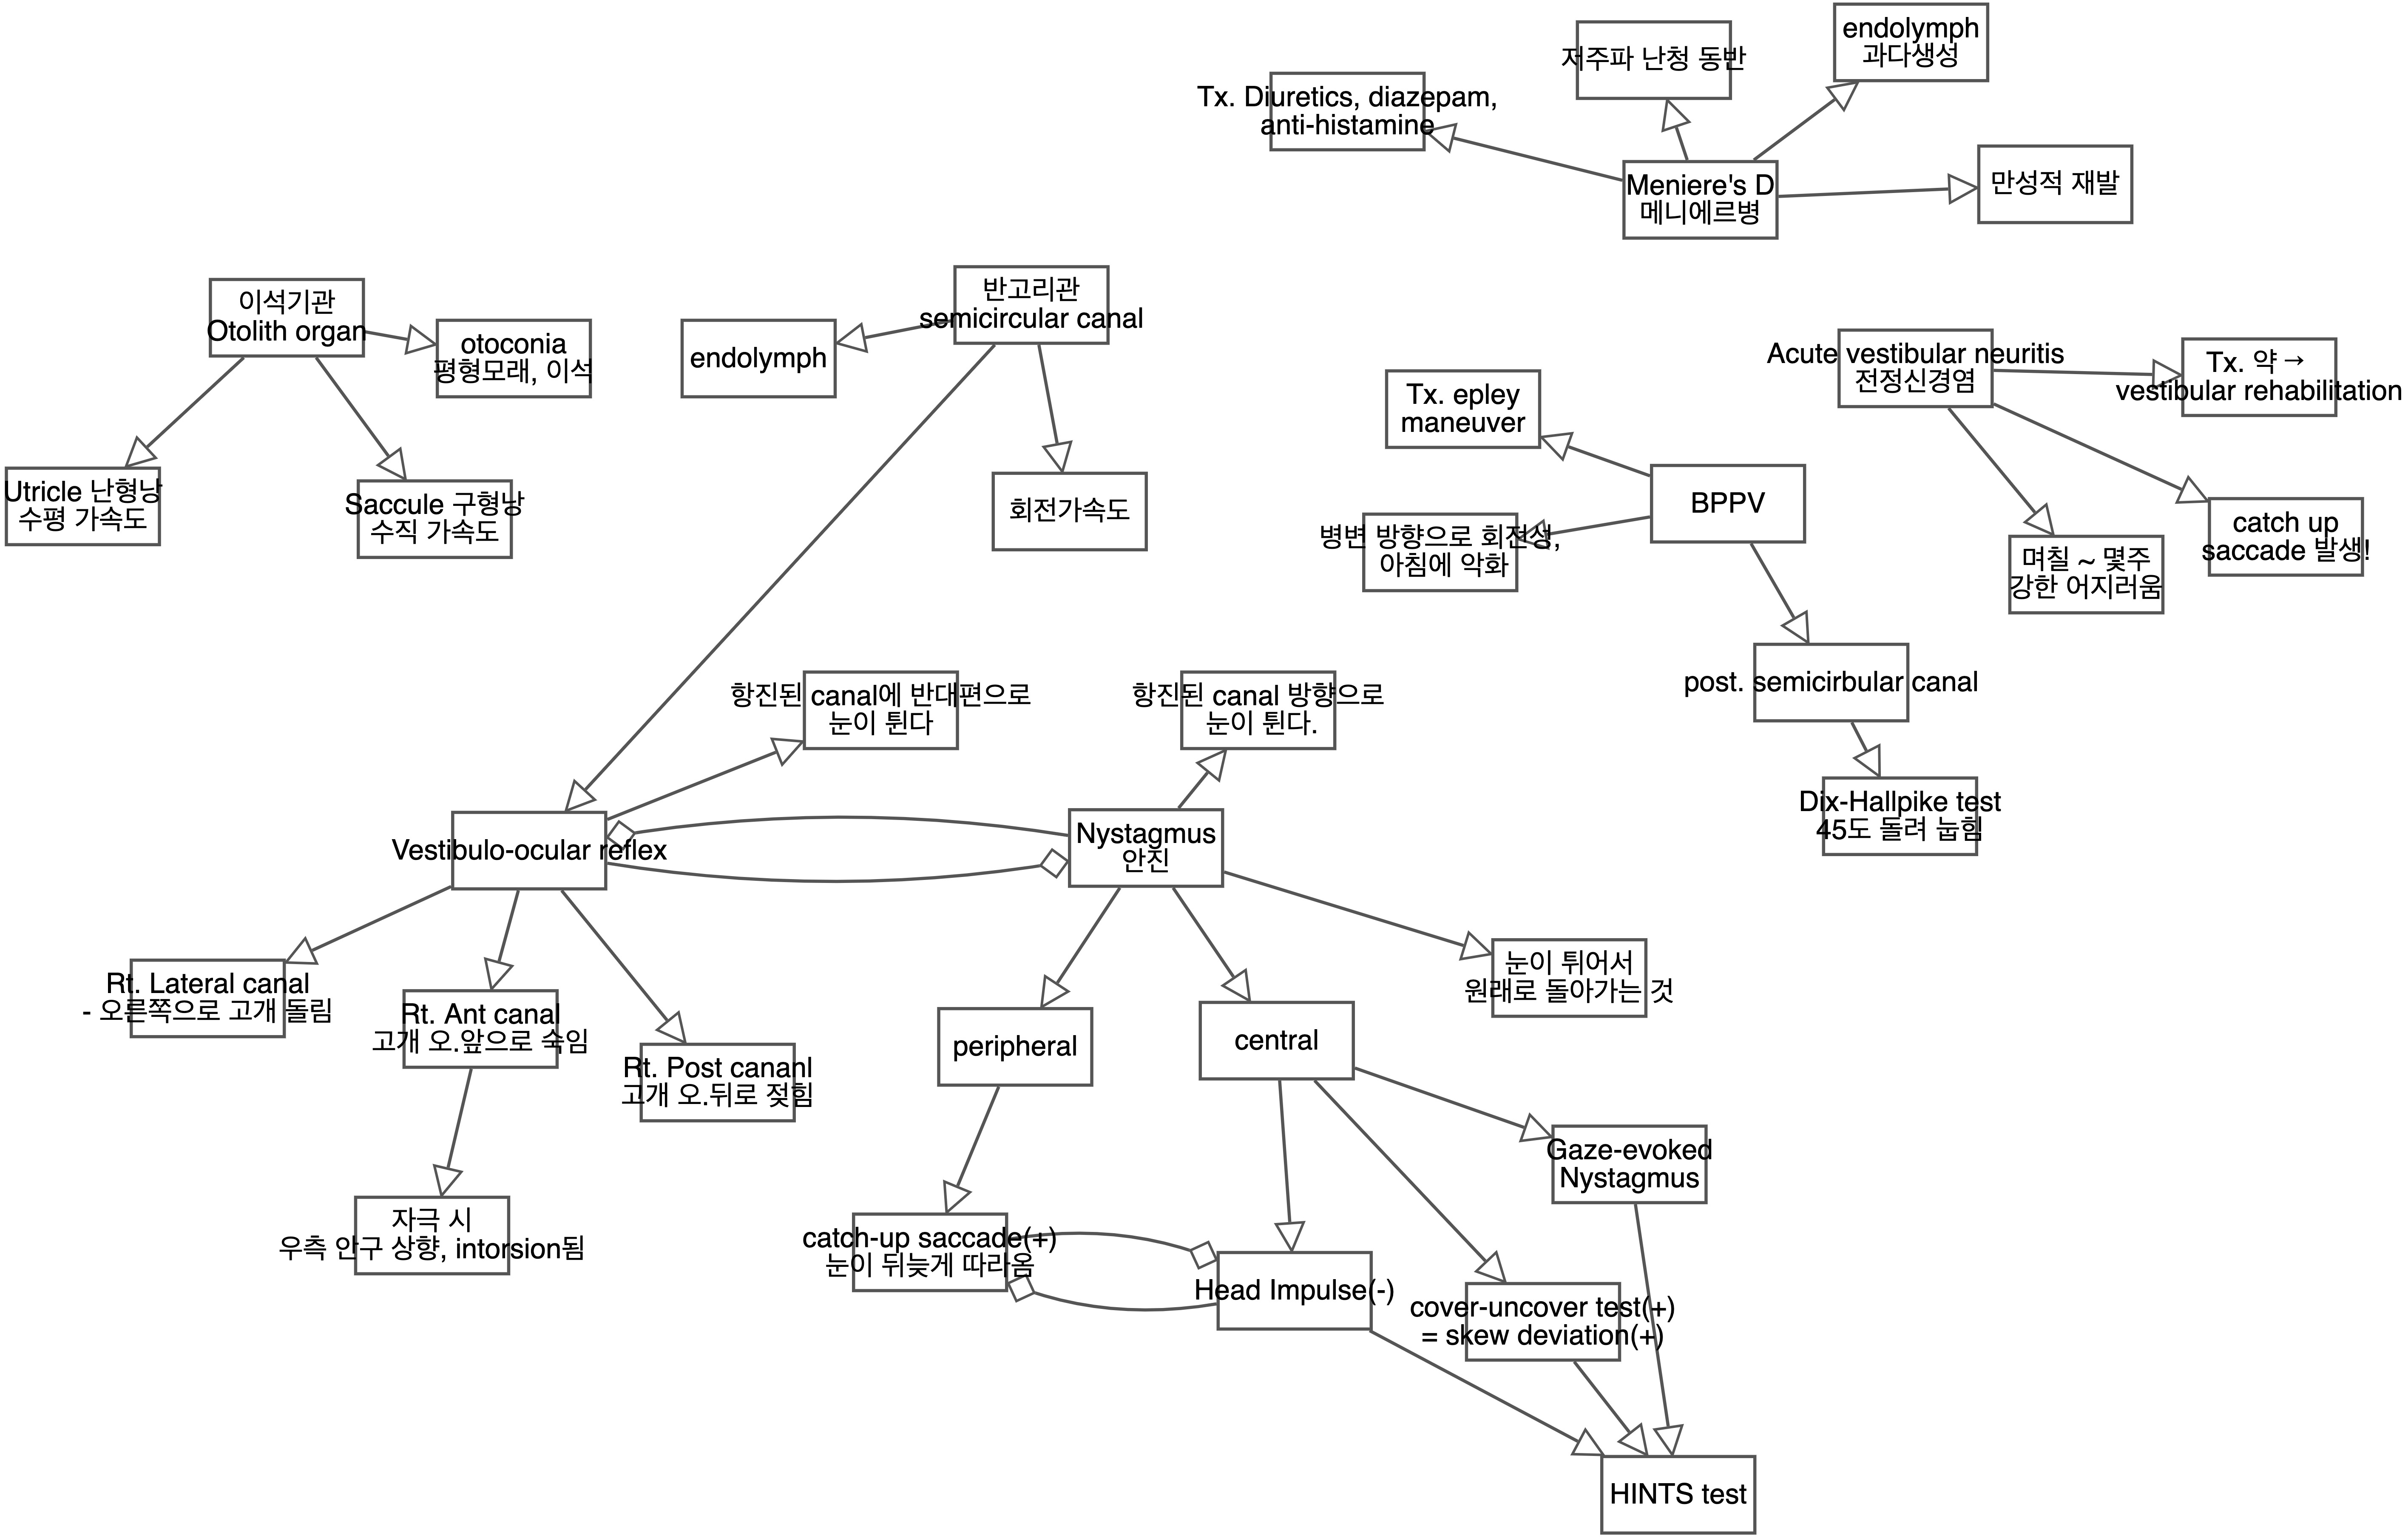 endolymph
과다생성
저주파 난청 동반
Tx. Diuretics, diazepam,
anti-histamine
Meniere's D
메니에르병
만성적 재발
이석기관
Otolith organ
otoconia
평형모래, 이석
반고리관
semicircular canal
endolymph
Utricle 난형낭
수평 가속도
Saccule 구형낭
수직 가속도
회전가속도
Acute vestibular neuritis
전정신경염
Tx. 약 →
vestibular rehabilitation
Tx. epley
maneuver
BPPV
병변 방향으로 회전성,
아침에 악화
며칠 ~ 몇주
강한 어지러움
catch up
saccade 발생!
post. semicirbular canal
Dix-Hallpike test
45도 돌려 눕힘
항진된 canal에 반대편으로
눈이 튄다
항진된 canal 방향으로
눈이 튄다.
Vestibulo-ocular reflex
Nystagmus
안진
Rt. Lateral canal
- 오른쪽으로 고개 돌림
Rt. Ant canal
고개 오.앞으로 숙임
Rt. Post cananl
고개 오.뒤로 젖힘
peripheral
central
눈이 튀어서
원래로 돌아가는 것
자극 시
우측 안구 상향, intorsion됨
catch-up saccade(+)
눈이 뒤늦게 따라옴
Head Impulse(-)
Gaze-evoked
Nystagmus
cover-uncover test(+)
= skew deviation(+)
HINTS test